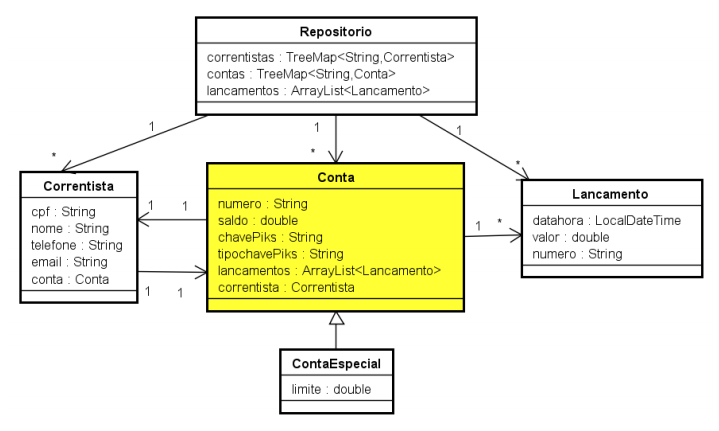 Repositorio
correntistas : TreeMap<String,Correntista>
contas : TreeMap<String,Conta>
lancamentos : ArrayList<Lancamento>
1
1
1
*
*
*
Correntista
cpf : String
nome : String
telefone : String
email : String
conta : Conta
1
1
1
1
Conta
numero : String
saldo : double
chavePiks : String
tipochavePiks : String
lancamentos : ArrayList<Lancamento>
correntista : Correntista
1
*
Lancamento
datahora : LocalDateTime
valor : double
numero : String
ContaEspecial
limite : double